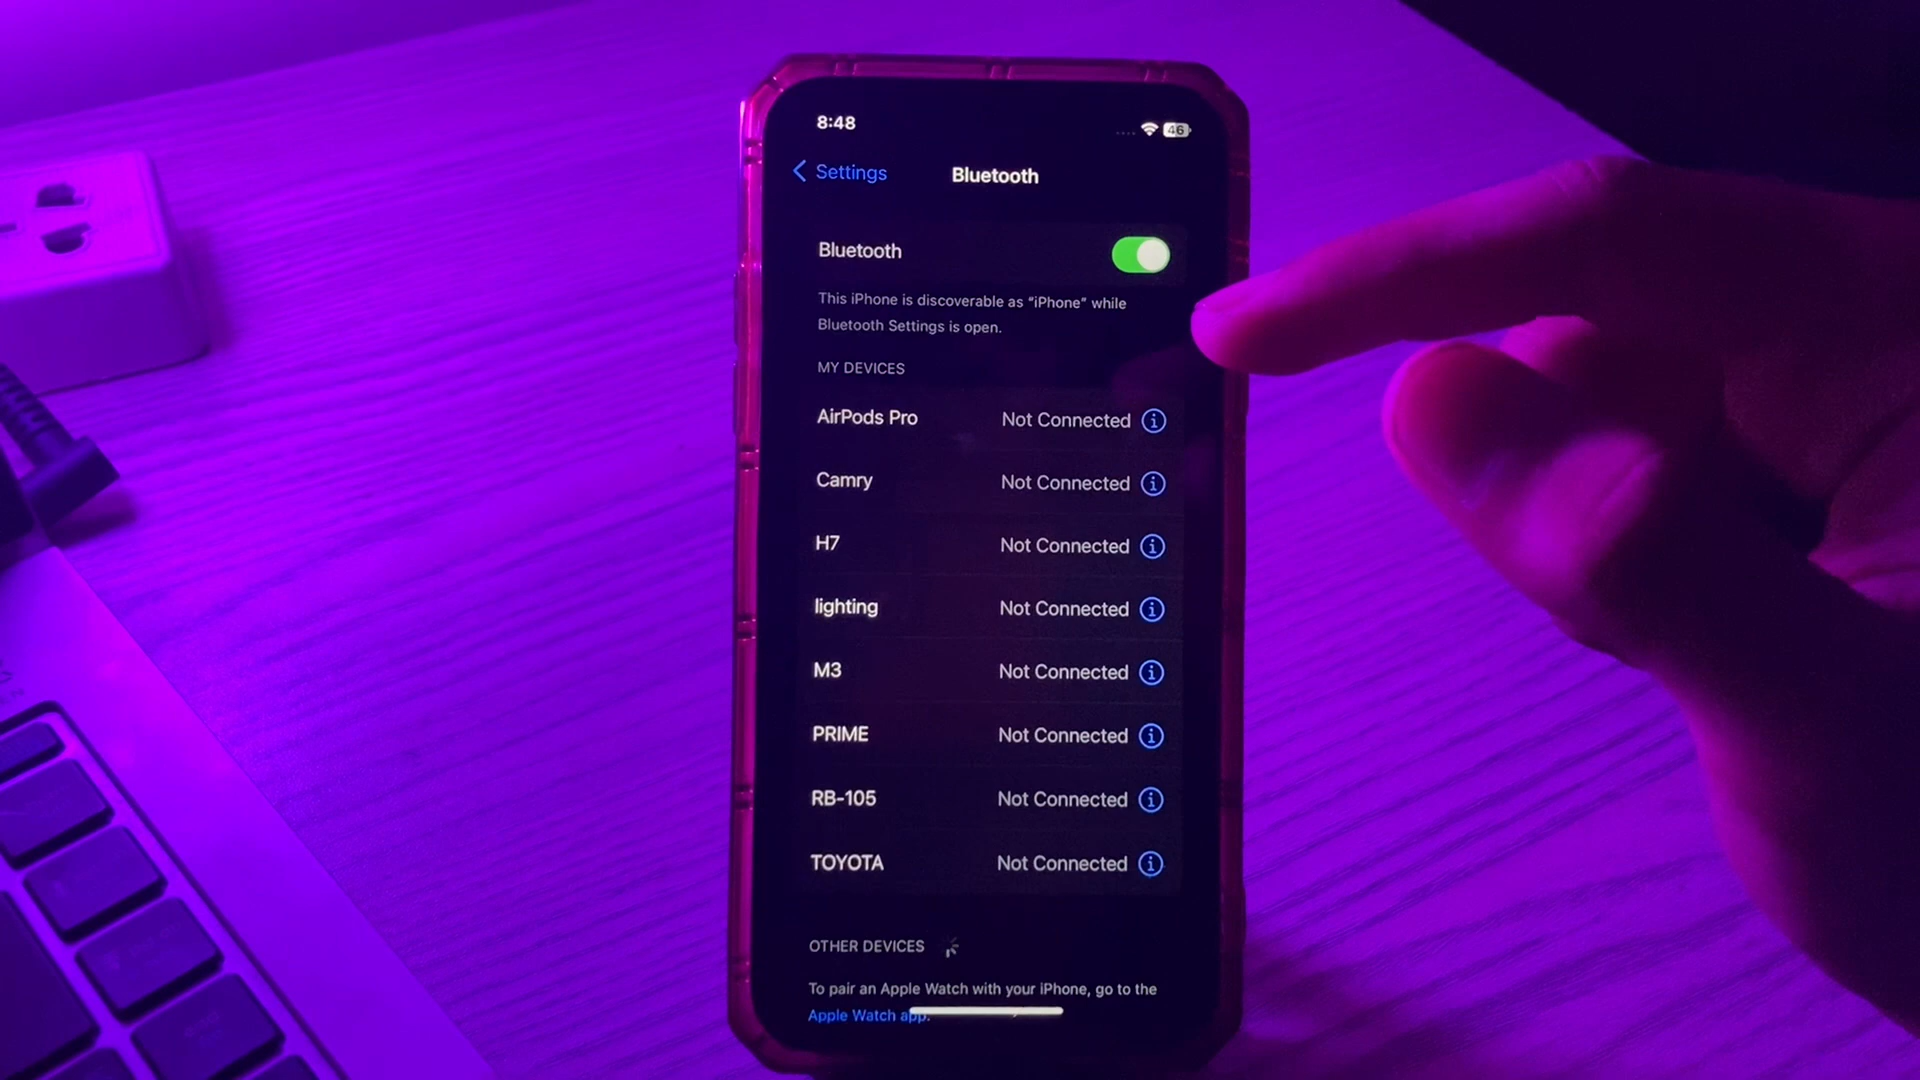 8:48
46
Settings
Bluetooth
Bluetooth
This iPhone is discoverable as “iPhone” while
Bluetooth Settings is open.
MY DEVICES
AirPods Pro Not Connected
Camry Not Connected
H7 Not Connected
lighting Not Connected
M3 Not Connected
PRIME Not Connected
RB-105 Not Connected
TOYOTA Not Connected
OTHER DEVICES
To pair an Apple Watch with your iPhone, go to the
Apple Watch app.